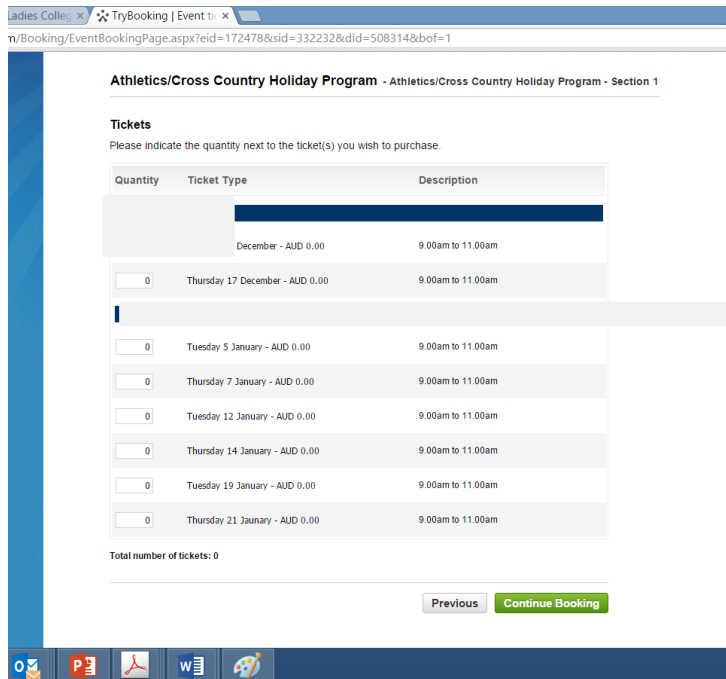 Ladies Colleg × TryBooking | Event tic ×
m/Booking/EventBookingPage.aspx?eid=172478&sid=332232&did=508314&bof=1
Athletics/Cross Country Holiday Program - Athletics/Cross Country Holiday Program - Section 1
Tickets
Please indicate the quantity next to the ticket(s) you wish to purchase.
Quantity Ticket Type Description
December - AUD 0.00 9.00am to 11.00am
0 Thursday 17 December - AUD 0.00 9.00am to 11.00am
0 Tuesday 5 January - AUD 0.00 9.00am to 11.00am
0 Thursday 7 January - AUD 0.00 9.00am to 11.00am
0 Tuesday 12 January - AUD 0.00 9.00am to 11.00am
0 Thursday 14 January - AUD 0.00 9.00am to 11.00am
0 Tuesday 19 January - AUD 0.00 9.00am to 11.00am
0 Thursday 21 Jaunary - AUD 0.00 9.00am to 11.00am
Total number of tickets: 0
Previous Continue Booking